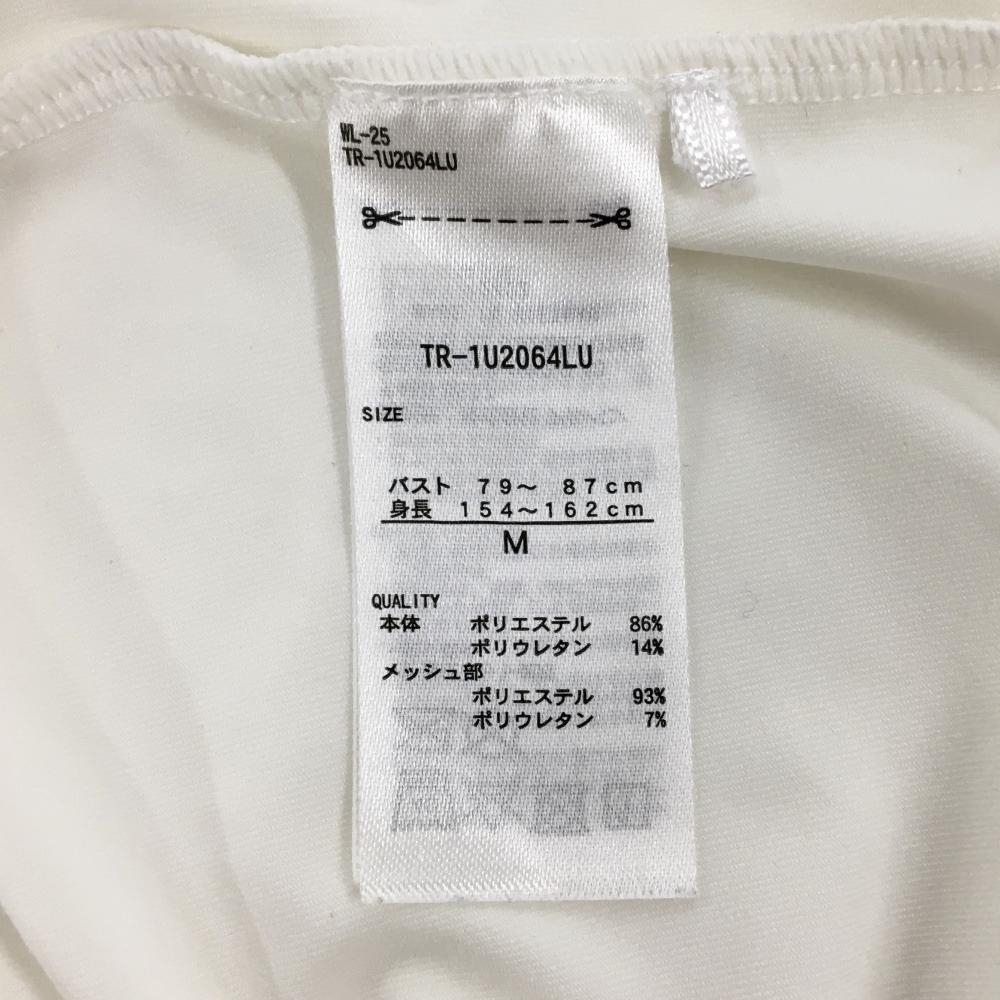 WL-25
TR-1U2064LU
TR-1U2064LU
SIZE
バスト 79～ 87cm
身長 154～162cm
M
QUALITY
本体 ポリエステル 86%
ポリウレタン 14%
メッシュ部
ポリエステル 93%
ポリウレタン 7%